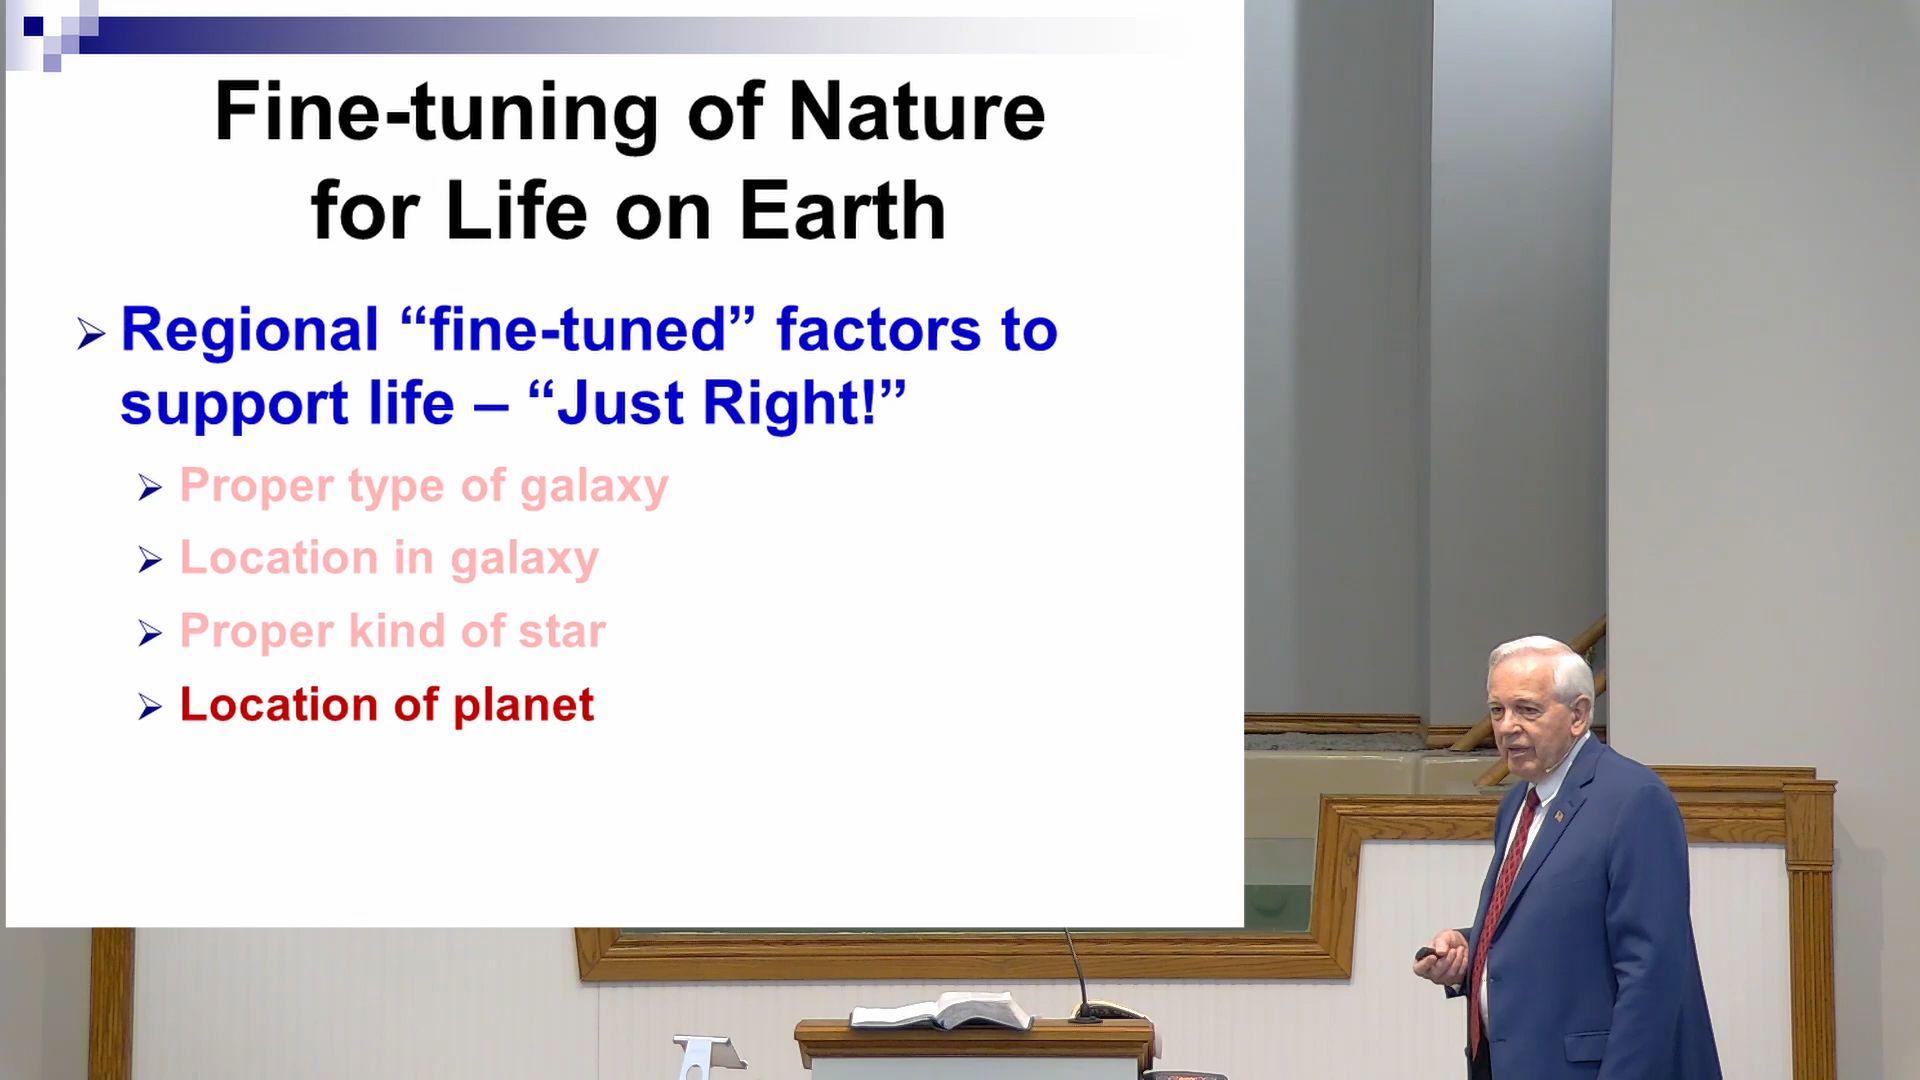 Fine-tuning of Nature
for Life on Earth
Regional “fine-tuned” factors to
support life – “Just Right!”
Proper type of galaxy
Location in galaxy
Proper kind of star
Location of planet